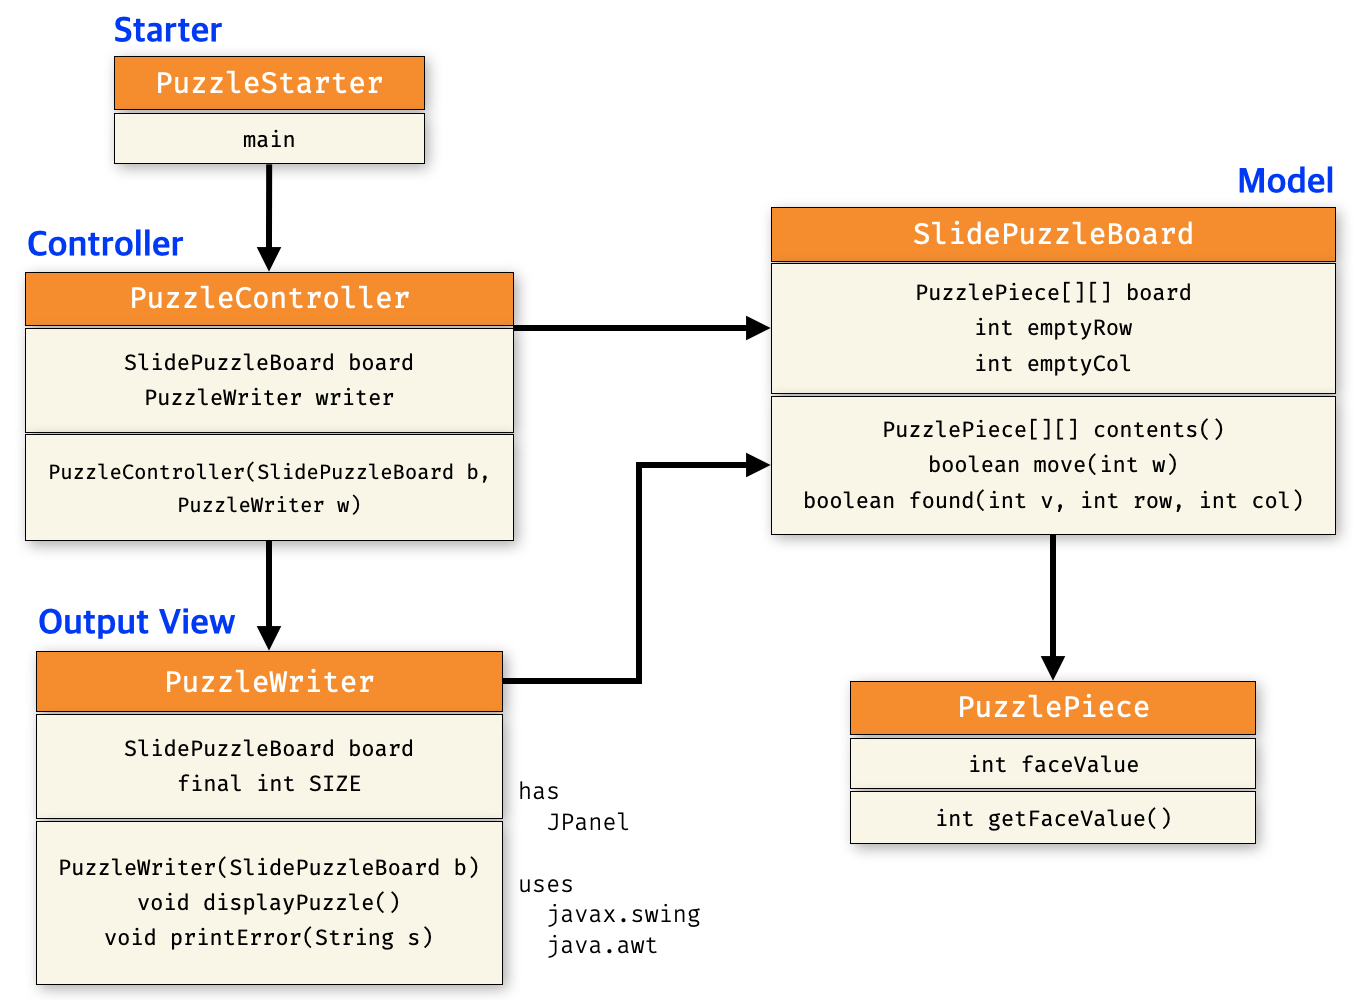 Starter
PuzzleStarter
main
Controller
PuzzleController
SlidePuzzleBoard board
PuzzleWriter writer
PuzzleController(SlidePuzzleBoard b,
PuzzleWriter w)
Output View
PuzzleWriter
SlidePuzzleBoard board
final int SIZE
PuzzleWriter(SlidePuzzleBoard b)
void displayPuzzle()
void printError(String s)
has
JPanel
uses
javax.swing
java.awt
Model
SlidePuzzleBoard
PuzzlePiece[][] board
int emptyRow
int emptyCol
PuzzlePiece[][] contents()
boolean move(int w)
boolean found(int v, int row, int col)
PuzzlePiece
int faceValue
int getFaceValue()